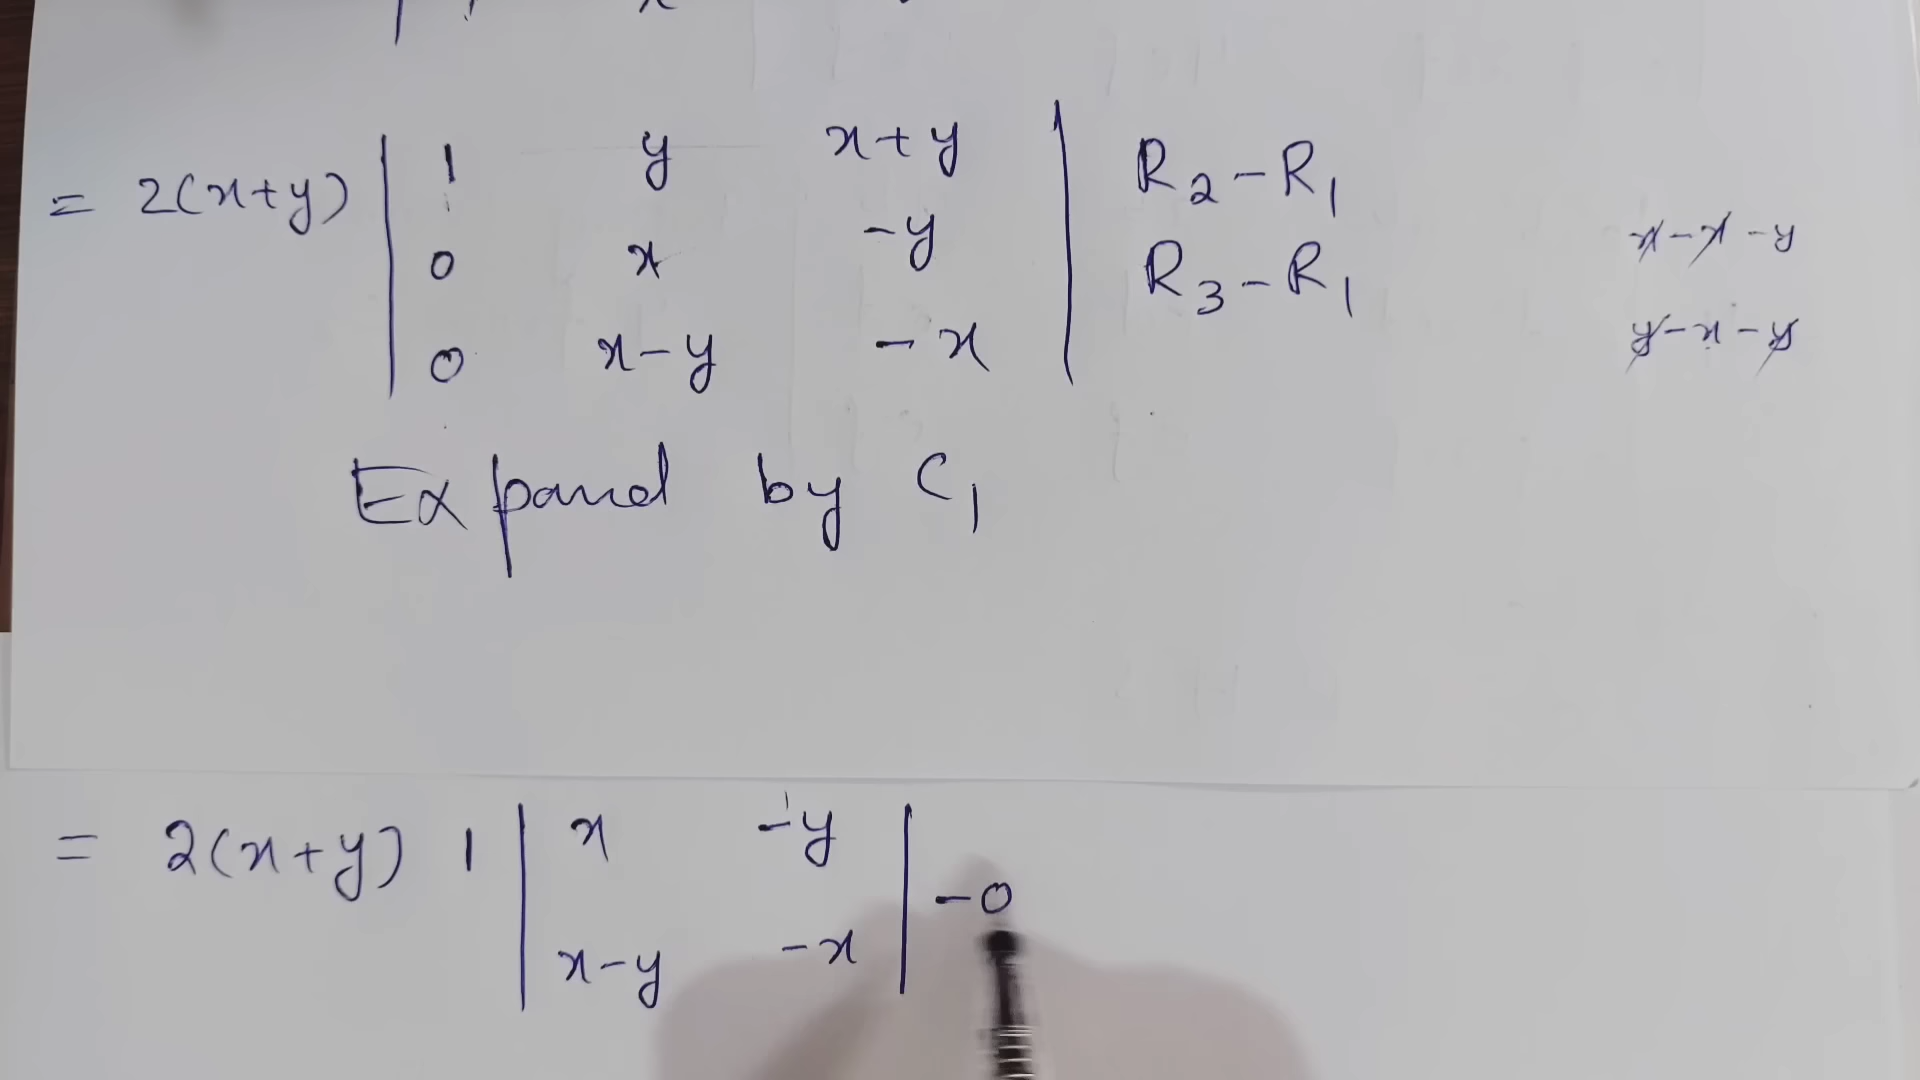 = 2(x+y) | 1 y x+y | R₂-R₁
0 x -y R₃-R₁ x-x-y
0 x-y -x y-x-y
Expand by C₁
= 2(x+y) 1 | x -y | -0
x-y -x